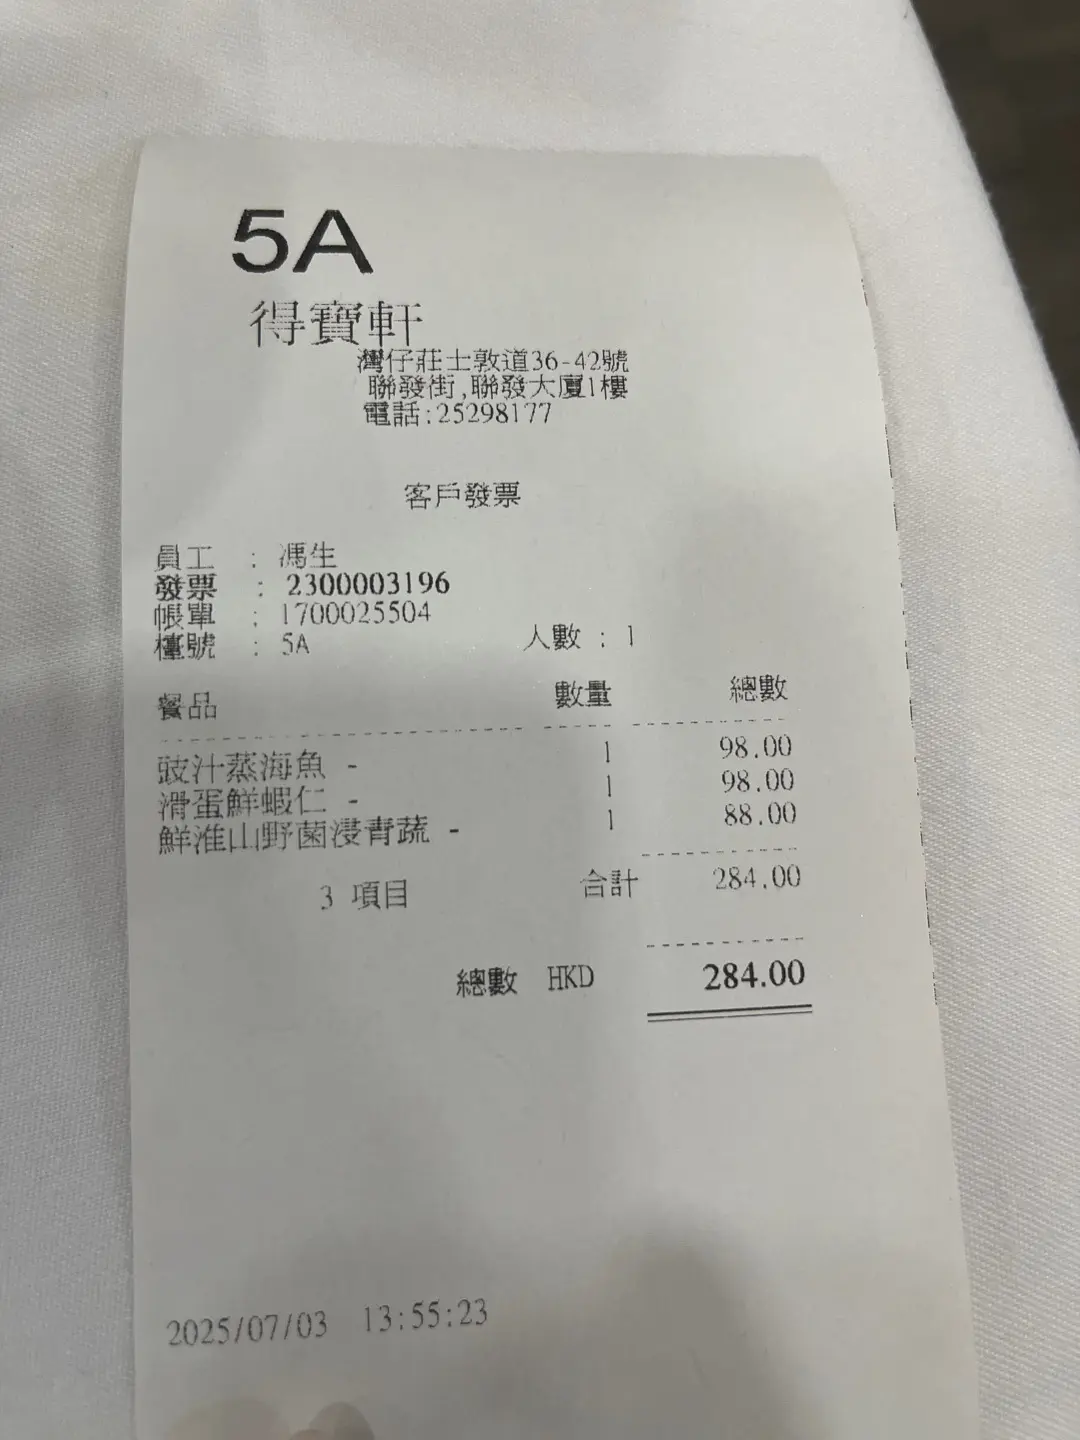 5A
得寶軒
灣仔莊士敦道36-42號
聯發街,聯發大廈1樓
電話:25298177
客戶發票
員工 : 馮生
發票 : 2300003196
帳單 : 1700025504
檯號 : 5A 人數 : 1
餐品 數量 總數
豉汁蒸海魚 - 1 98.00
滑蛋鮮蝦仁 - 1 98.00
鮮淮山野菌浸青蔬 - 1 88.00
3 項目 合計 284.00
總數 HKD 284.00
2025/07/03 13:55:23